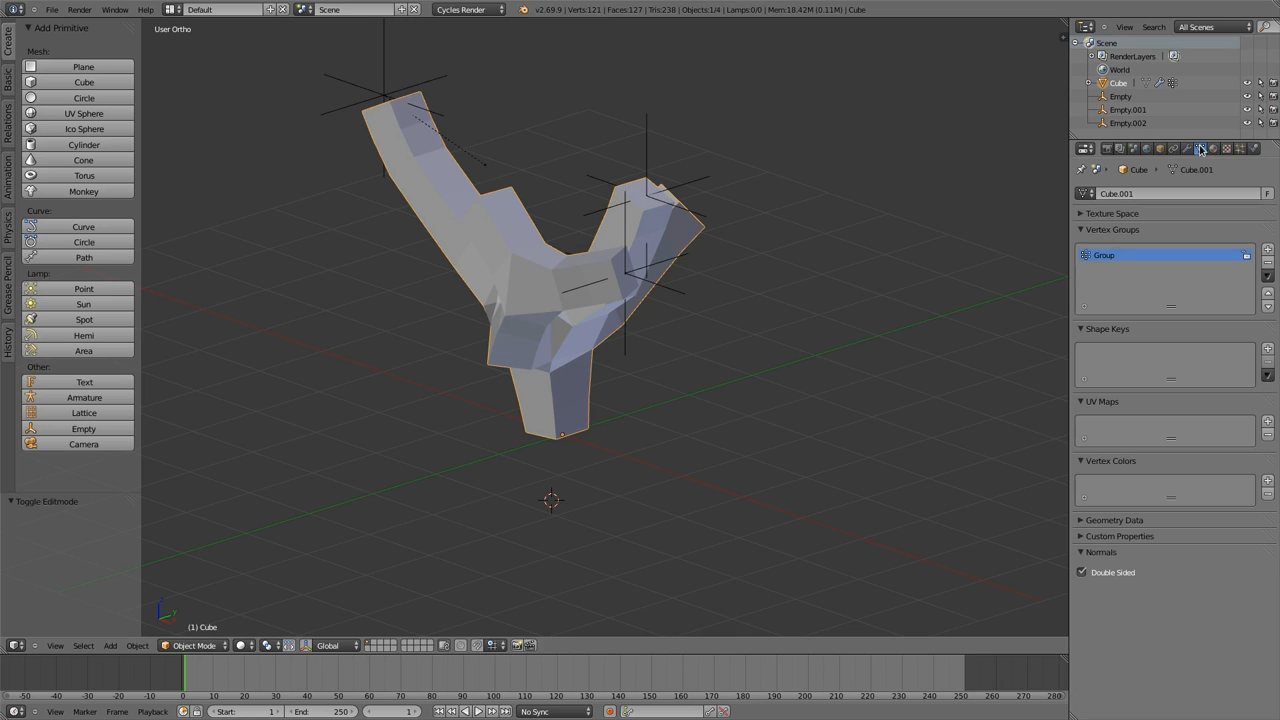 File Render Window Help Default Scene Cycles Render v2.69.9 | Verts:121 | Faces:127 | Tris:238 | Objects:1/4 | Lamps:0/0 | Mem:18.42M (0.11M) | Cube
View Search All Scenes
Create
Basic
Relations
Animation
Physics
Grease Pencil
History
Add Primitive
Mesh:
Plane
Cube
Circle
UV Sphere
Ico Sphere
Cylinder
Cone
Torus
Monkey
Curve:
Curve
Circle
Path
Lamp:
Point
Sun
Spot
Hemi
Area
Other:
Text
Armature
Lattice
Empty
Camera
Toggle Editmode
User Ortho
(1) Cube
Scene
RenderLayers |
World
Cube |
Empty
Empty.001
Empty.002
Cube Cube.001
Cube.001 F
Texture Space
Vertex Groups
Group
Shape Keys
UV Maps
Vertex Colors
Geometry Data
Custom Properties
Normals
Double Sided
View Select Add Object Object Mode Global
-50 -40 -30 -20 -10 0 10 20 30 40 50 60 70 80 90 100 110 120 130 140 150 160 170 180 190 200 210 220 230 240 250 260 270 280
View Marker Frame Playback Start: 1 End: 250 1 No Sync